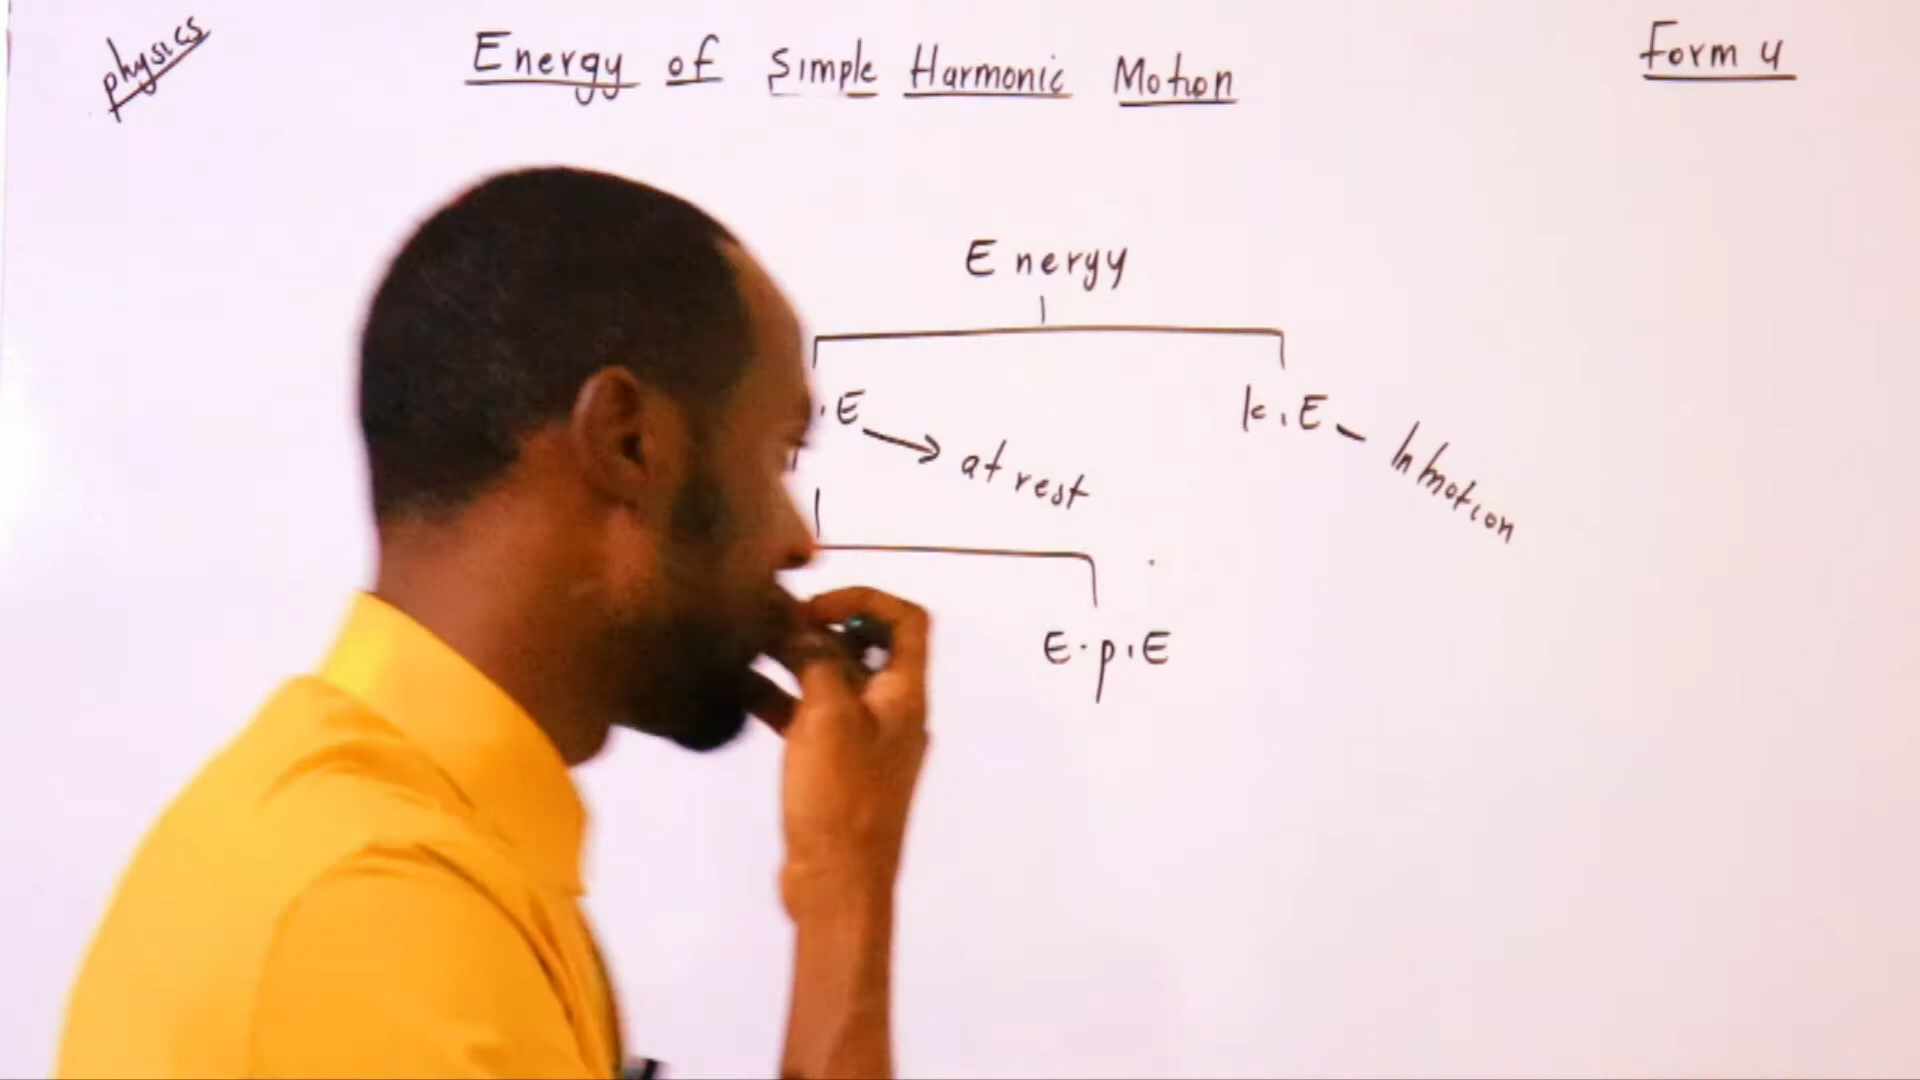 physics
Energy of Simple Harmonic Motion
Form 4
Energy
.E → at rest
k.E - In motion
E.p.E